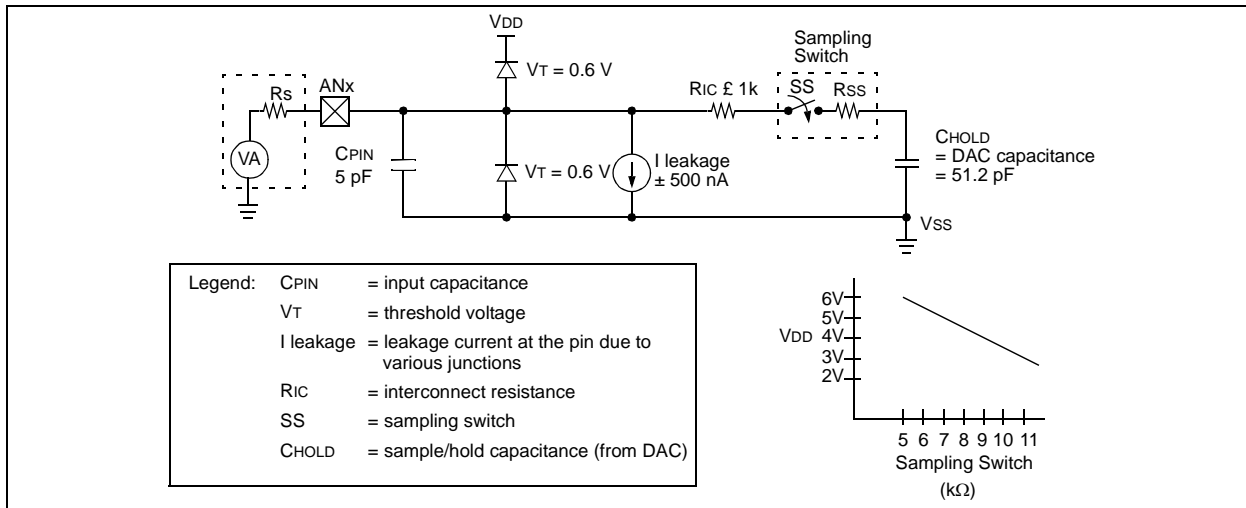 VDD
Sampling
Switch
VT = 0.6 V
Rs
ANx
RIC £ 1k
SS
RSS
VA
CPIN
5 pF
VT = 0.6 V
I leakage
± 500 nA
CHOLD
= DAC capacitance
= 51.2 pF
VSS
Legend: CPIN = input capacitance
VT = threshold voltage
I leakage = leakage current at the pin due to
various junctions
RIC = interconnect resistance
SS = sampling switch
CHOLD = sample/hold capacitance (from DAC)
6V
5V
VDD 4V
3V
2V
5 6 7 8 9 10 11
Sampling Switch
(kΩ)